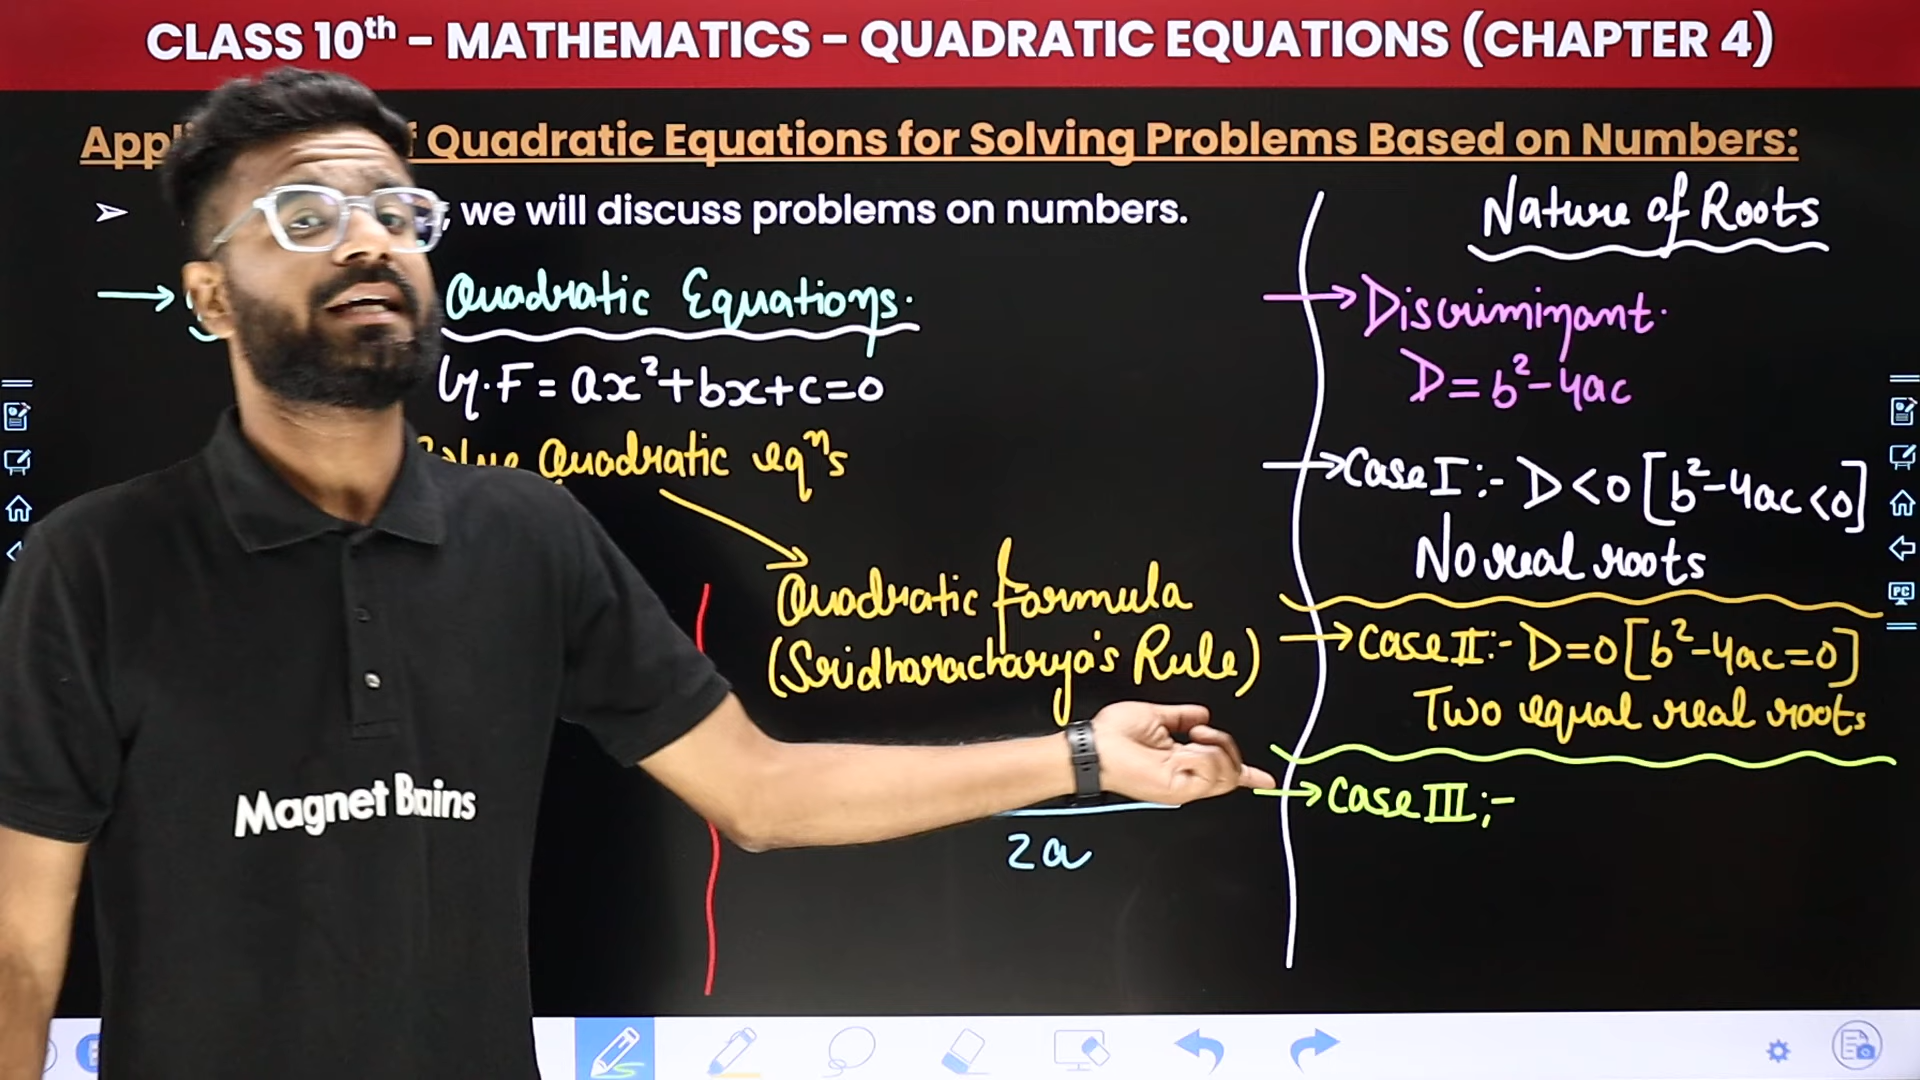 CLASS 10th - MATHEMATICS - QUADRATIC EQUATIONS (CHAPTER 4)
Quadratic Equations for Solving Problems Based on Numbers:
➢ we will discuss problems on numbers.
→ Quadratic Equations.
G.F = ax²+bx+c=0
Solve Quadratic eqⁿs
Quadratic formula
(Sridharacharya's Rule)
2a
Nature of Roots
→ Discriminant.
D = b²-4ac
→ Case I :- D<0 [b²-4ac<0]
No real roots
→ Case II :- D=0 [b²-4ac=0]
Two equal real roots
→ Case III :-
Magnet Brains
PC